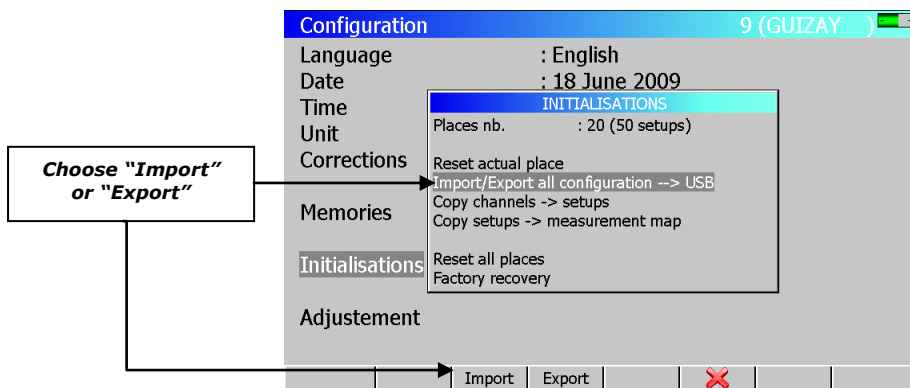 Configuration 9 (GUIZAY )
Language : English
Date : 18 June 2009
Time
Unit
Corrections
Memories
Initialisations
Adjustement
INITIALISATIONS
Places nb. : 20 (50 setups)
Reset actual place
Import/Export all configuration --> USB
Copy channels -> setups
Copy setups -> measurement map
Reset all places
Factory recovery
Choose “Import”
or “Export”
Import Export